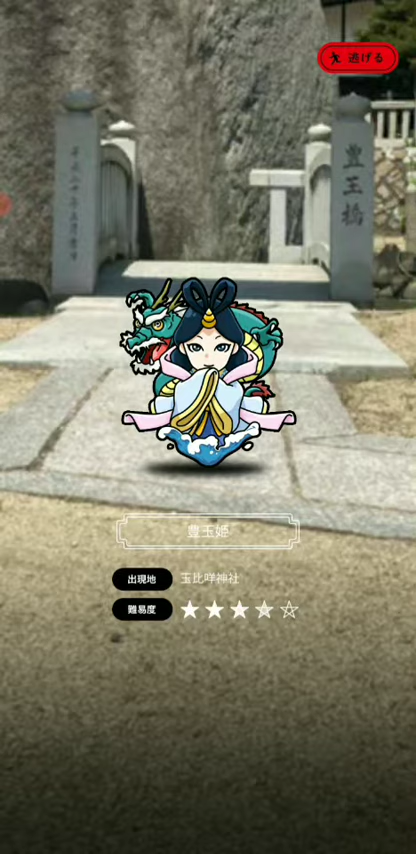 逃げる
豊玉橋
豊玉姫
出現地 玉比咩神社
難易度